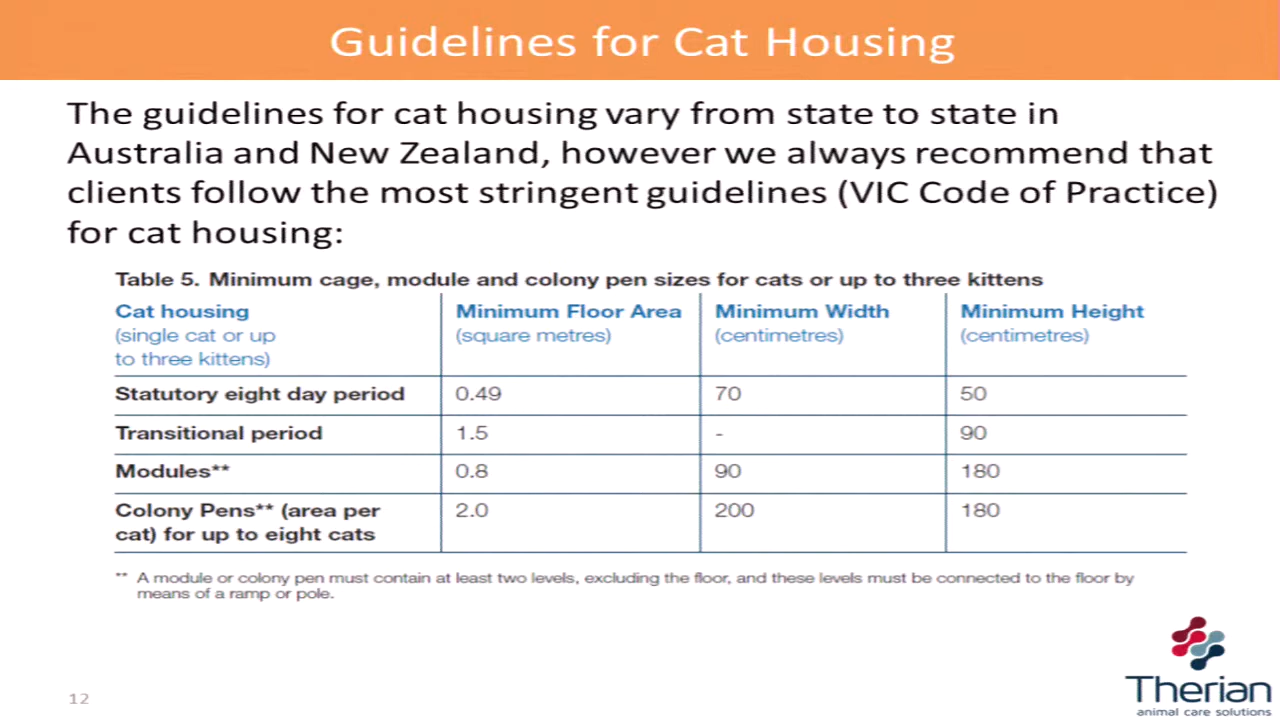 Guidelines for Cat Housing
The guidelines for cat housing vary from state to state in
Australia and New Zealand, however we always recommend that
clients follow the most stringent guidelines (VIC Code of Practice)
for cat housing:
Table 5. Minimum cage, module and colony pen sizes for cats or up to three kittens
Cat housing Minimum Floor Area Minimum Width Minimum Height
(single cat or up (square metres) (centimetres) (centimetres)
to three kittens)
Statutory eight day period 0.49 70 50
Transitional period 1.5 - 90
Modules** 0.8 90 180
Colony Pens** (area per 2.0 200 180
cat) for up to eight cats
** A module or colony pen must contain at least two levels, excluding the floor, and these levels must be connected to the floor by
means of a ramp or pole.
Therian
animal care solutions
12